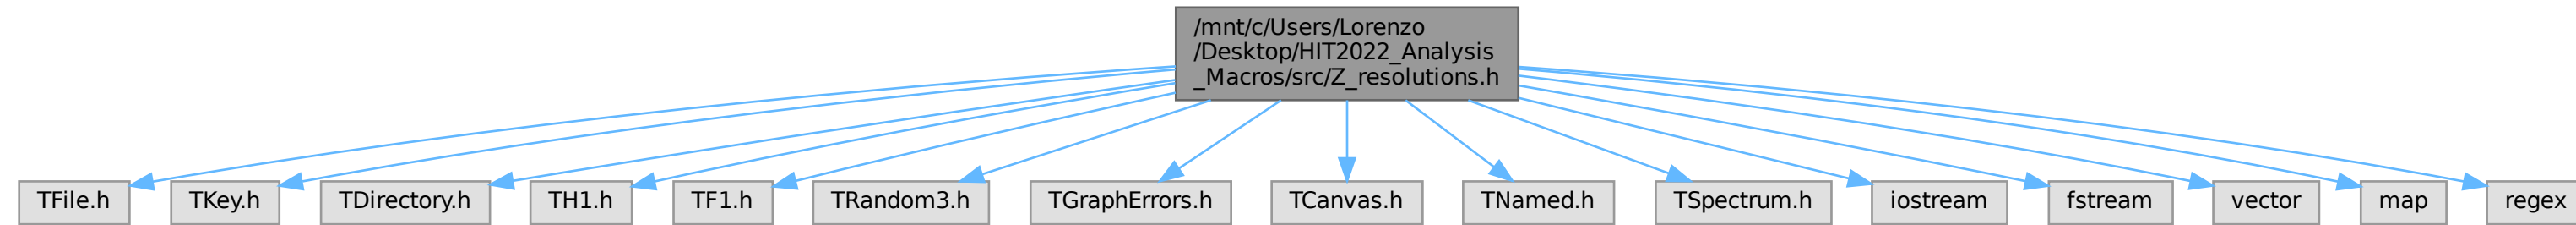 /mnt/c/Users/Lorenzo
/Desktop/HIT2022_Analysis
_Macros/src/Z_resolutions.h
TFile.h
TKey.h
TDirectory.h
TH1.h
TF1.h
TRandom3.h
TGraphErrors.h
TCanvas.h
TNamed.h
TSpectrum.h
iostream
fstream
vector
map
regex